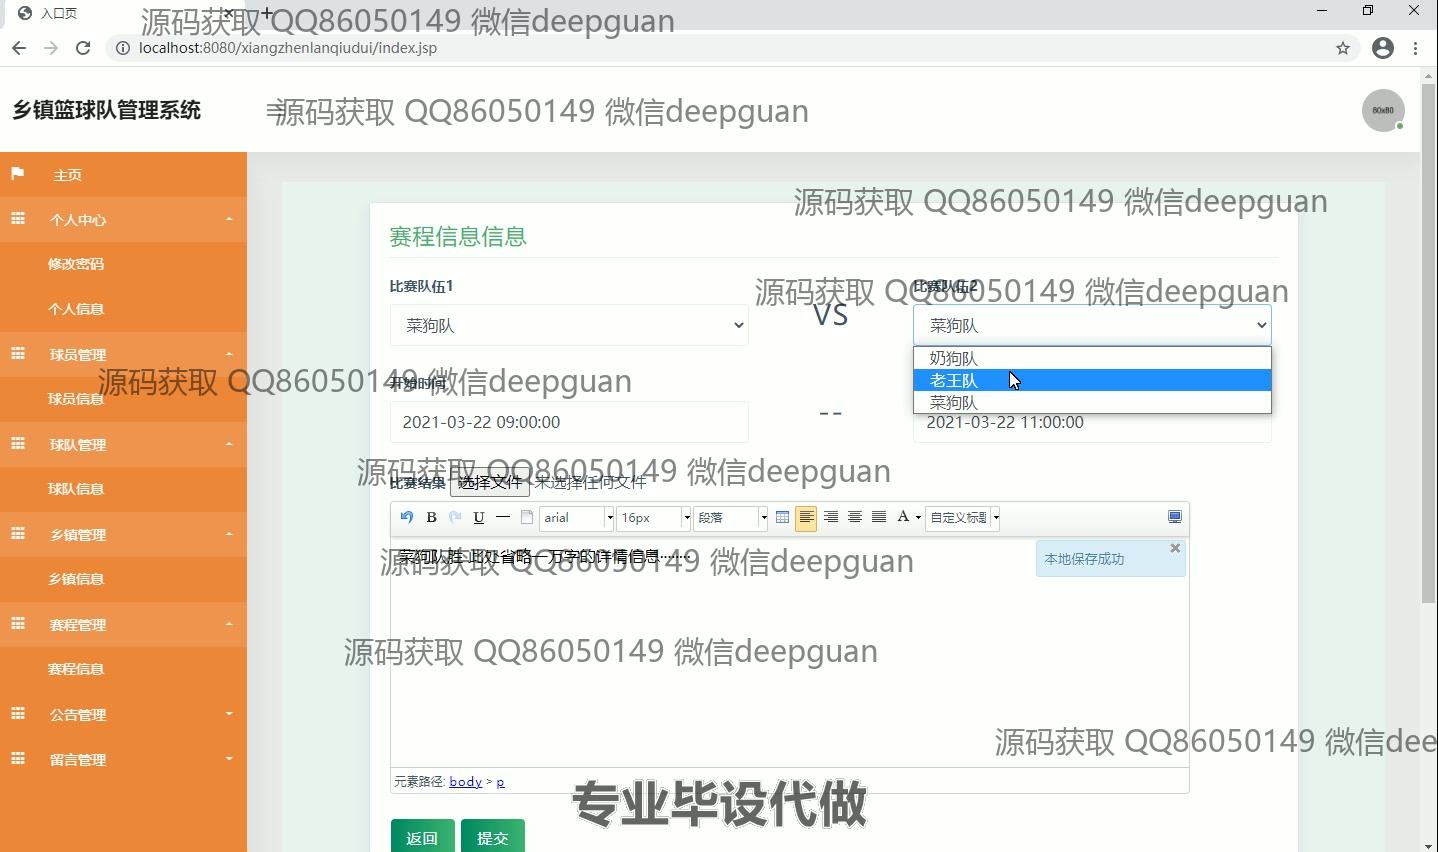 入口页
源码获取 QQ86050149 微信deepguan
localhost:8080/xiangzhenlanqiudui/index.jsp
乡镇篮球队管理系统
源码获取 QQ86050149 微信deepguan
80x80
主页
个人中心
修改密码
个人信息
球员管理
球员信息
球队管理
球队信息
乡镇管理
乡镇信息
赛程管理
赛程信息
公告管理
留言管理
源码获取 QQ86050149 微信deepguan
赛程信息信息
比赛队伍1
比赛队伍2
源码获取 QQ86050149 微信deepguan
菜狗队
VS
菜狗队
奶狗队
老王队
菜狗队
源码获取 QQ86050149 微信deepguan
开始时间
2021-03-22 09:00:00
--
2021-03-22 11:00:00
源码获取 QQ86050149 微信deepguan
比赛结果 选择文件 未选择任何文件
B U arial 16px 段落 A 自定义标题
菜狗队胜 此处省略一万字的详情信息·······
本地保存成功
源码获取 QQ86050149 微信deepguan
源码获取 QQ86050149 微信deepguan
源码获取 QQ86050149 微信dee
元素路径: body > p
专业毕设代做
返回 提交